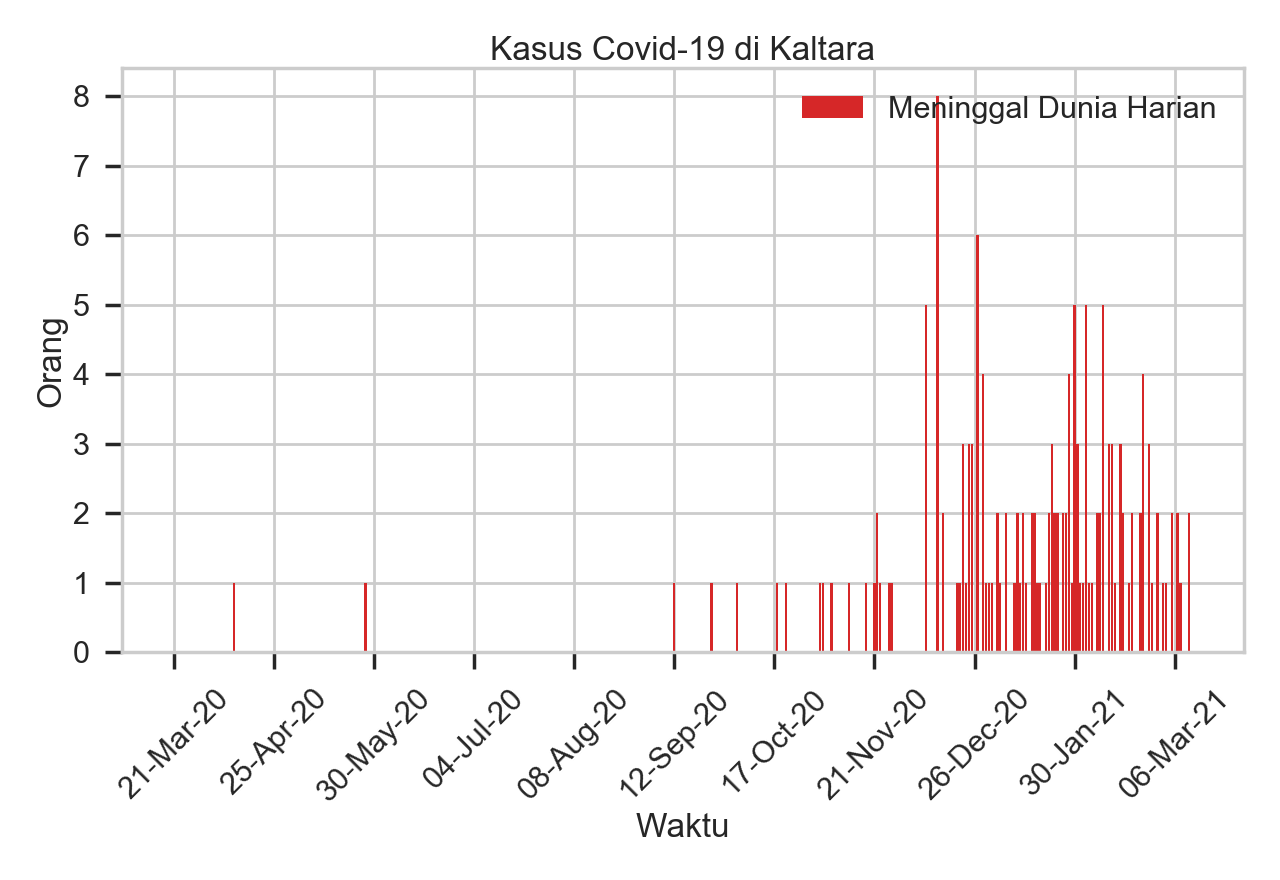 Kasus Covid-19 di Kaltara
Meninggal Dunia Harian
8
7
6
5
4
3
2
1
0
Orang
21-Mar-20
25-Apr-20
30-May-20
04-Jul-20
08-Aug-20
12-Sep-20
17-Oct-20
21-Nov-20
26-Dec-20
30-Jan-21
06-Mar-21
Waktu